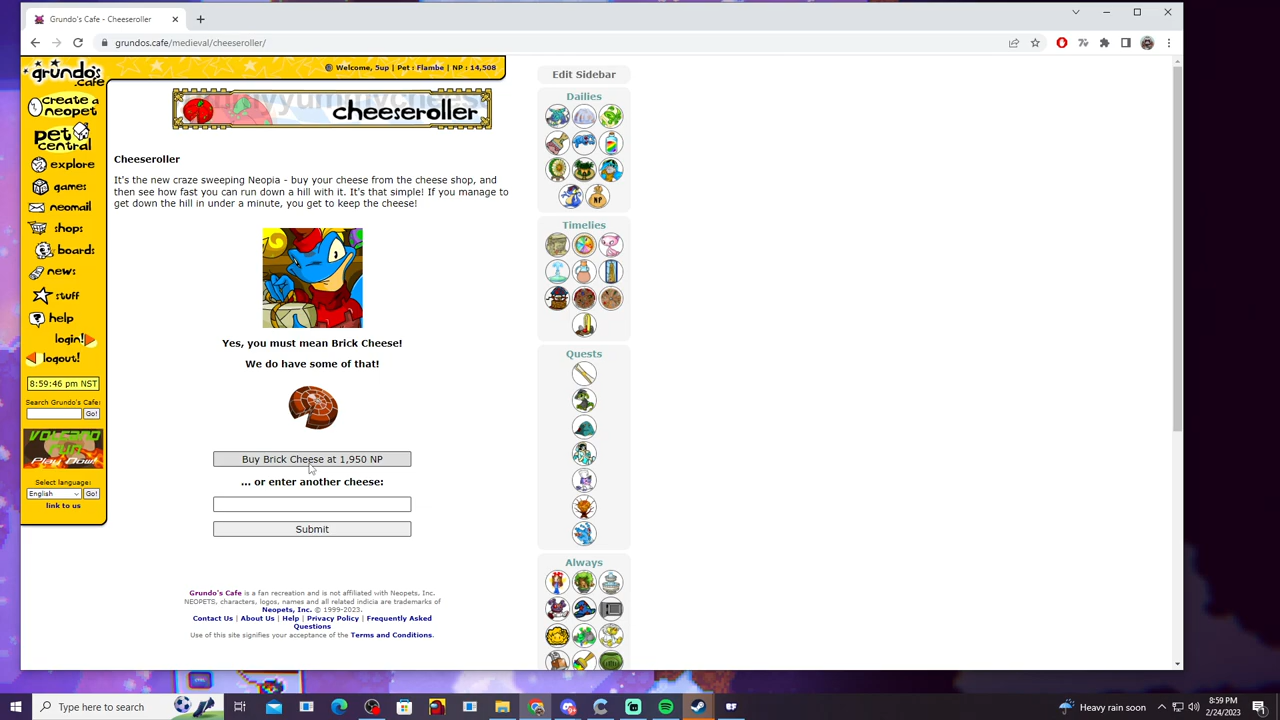 Grundo's Cafe - Cheeseroller
grundos.cafe/medieval/cheeseroller/
grundo's
.cafe
Welcome, 5up | Pet : Flambe | NP : 14,508
create a
neopet
pet
central
explore
games
neomail
shops
boards
news
stuff
help
login!
logout!
8:59:46 pm NST
Search Grundo's Cafe:
Go!
VOLCANO
RUN
Play Now!
Select language:
English
Go!
link to us
cheeseroller
Cheeseroller
It's the new craze sweeping Neopia - buy your cheese from the cheese shop, and
then see how fast you can run down a hill with it. It's that simple! If you manage to
get down the hill in under a minute, you get to keep the cheese!
Yes, you must mean Brick Cheese!
We do have some of that!
Buy Brick Cheese at 1,950 NP
... or enter another cheese:
Submit
Grundo's Cafe is a fan recreation and is not affiliated with Neopets, Inc.
NEOPETS, characters, logos, names and all related indicia are trademarks of
Neopets, Inc. © 1999-2023.
Contact Us | About Us | Help | Privacy Policy | Frequently Asked
Questions
Use of this site signifies your acceptance of the Terms and Conditions.
Edit Sidebar
Dailies
NP
Timelies
Quests
Always
Type here to search
Heavy rain soon
8:59 PM
2/24/2023